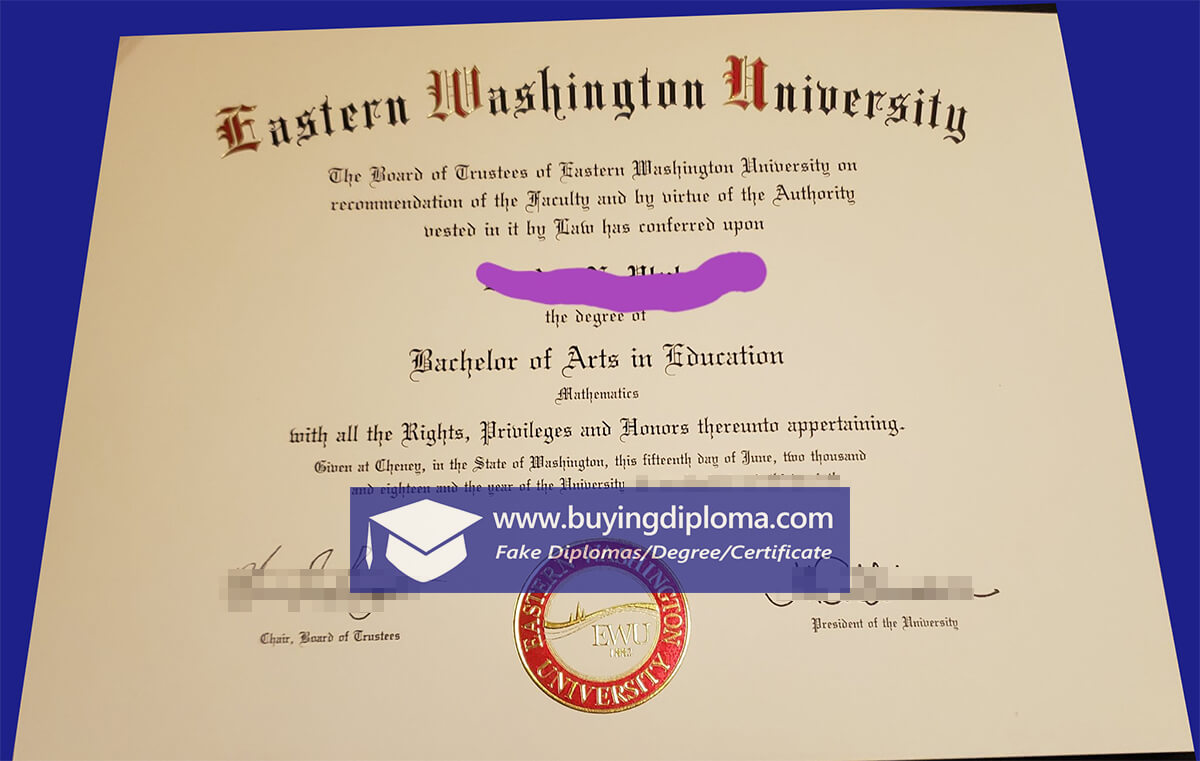 Eastern Washington University
The Board of Trustees of Eastern Washington University on
recommendation of the Faculty and by virtue of the Authority
vested in it by Law has conferred upon
the degree of
Bachelor of Arts in Education
Mathematics
with all the Rights, Privileges and Honors thereunto appertaining.
Given at Cheney, in the State of Washington, this fifteenth day of June, two thousand
and eighteen and the year of the University
www.buyingdiploma.com
Fake Diplomas/Degree/Certificate
EASTERN WASHINGTON
EWU
1882
UNIVERSITY
Chair, Board of Trustees
President of the University